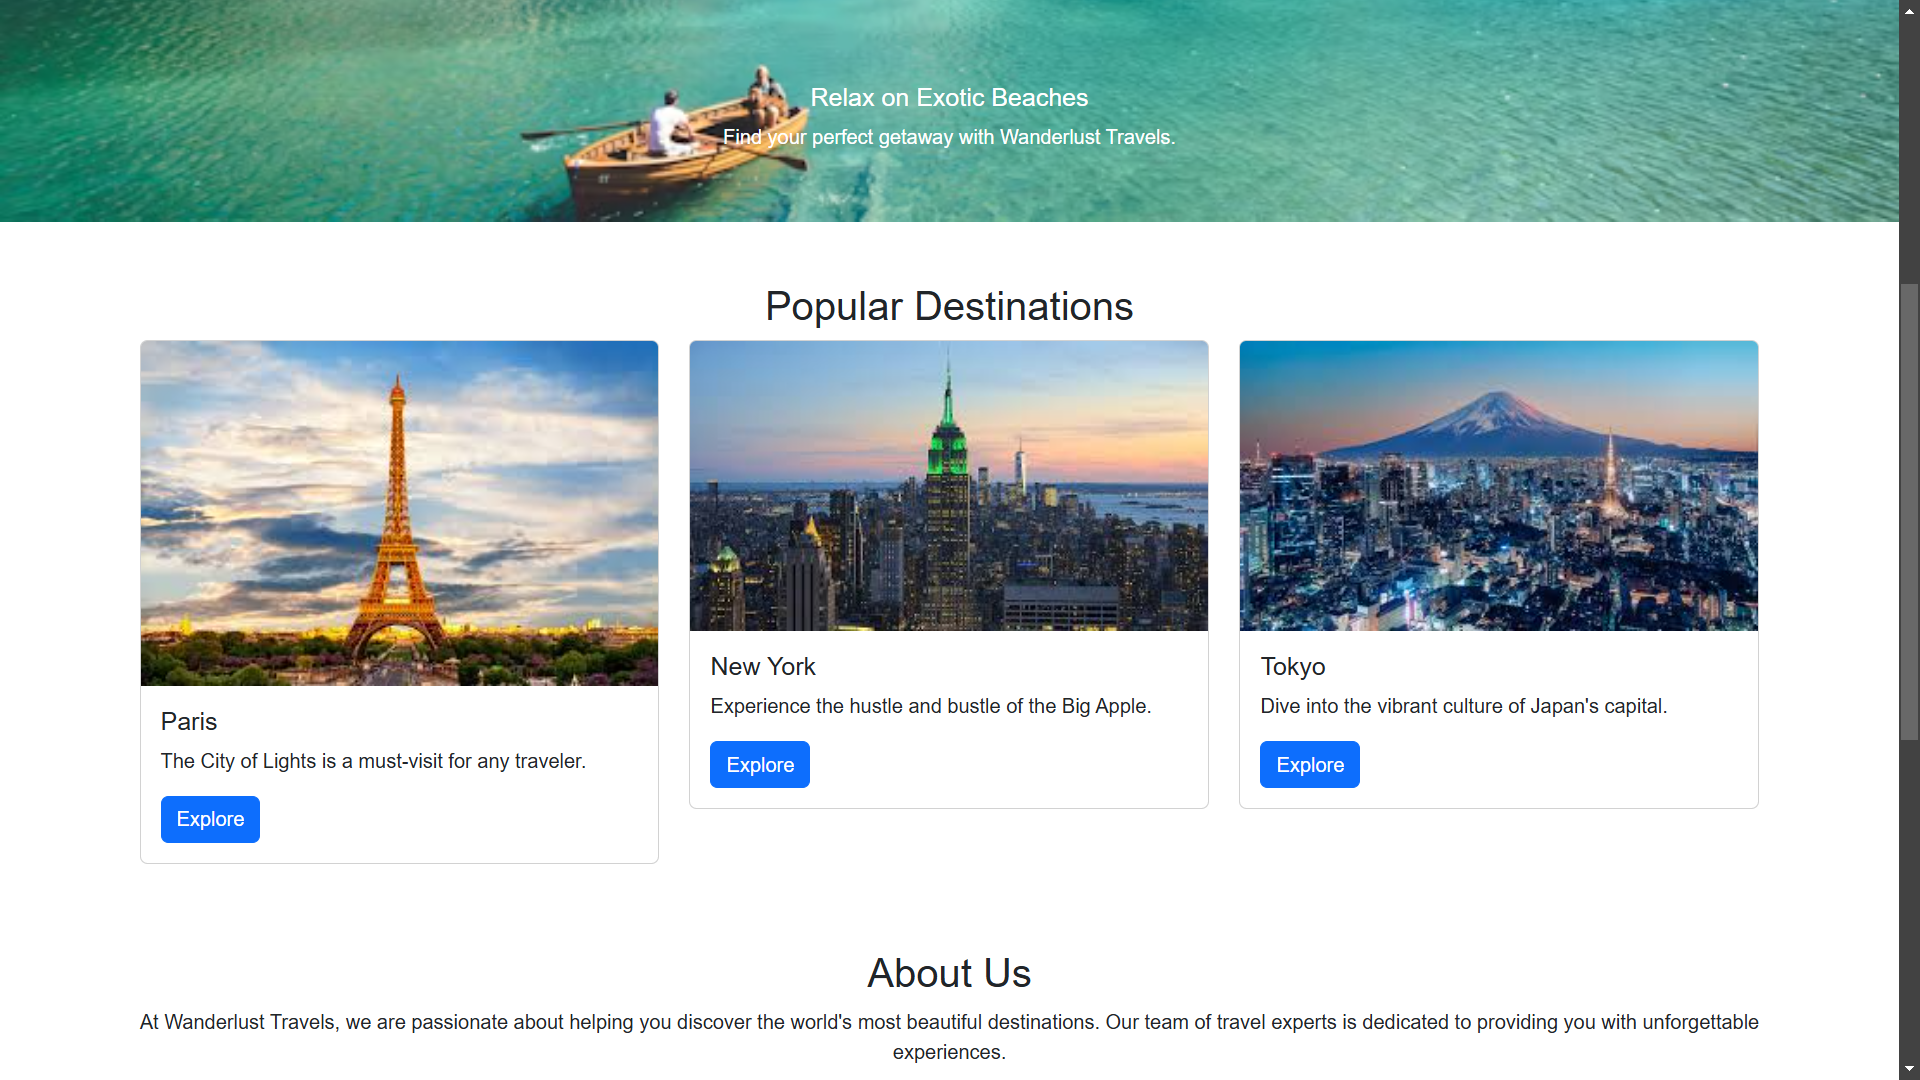 Relax on Exotic Beaches
Find your perfect getaway with Wanderlust Travels.
Popular Destinations
Paris
The City of Lights is a must-visit for any traveler.
Explore
New York
Experience the hustle and bustle of the Big Apple.
Explore
Tokyo
Dive into the vibrant culture of Japan's capital.
Explore
About Us
At Wanderlust Travels, we are passionate about helping you discover the world's most beautiful destinations. Our team of travel experts is dedicated to providing you with unforgettable
experiences.